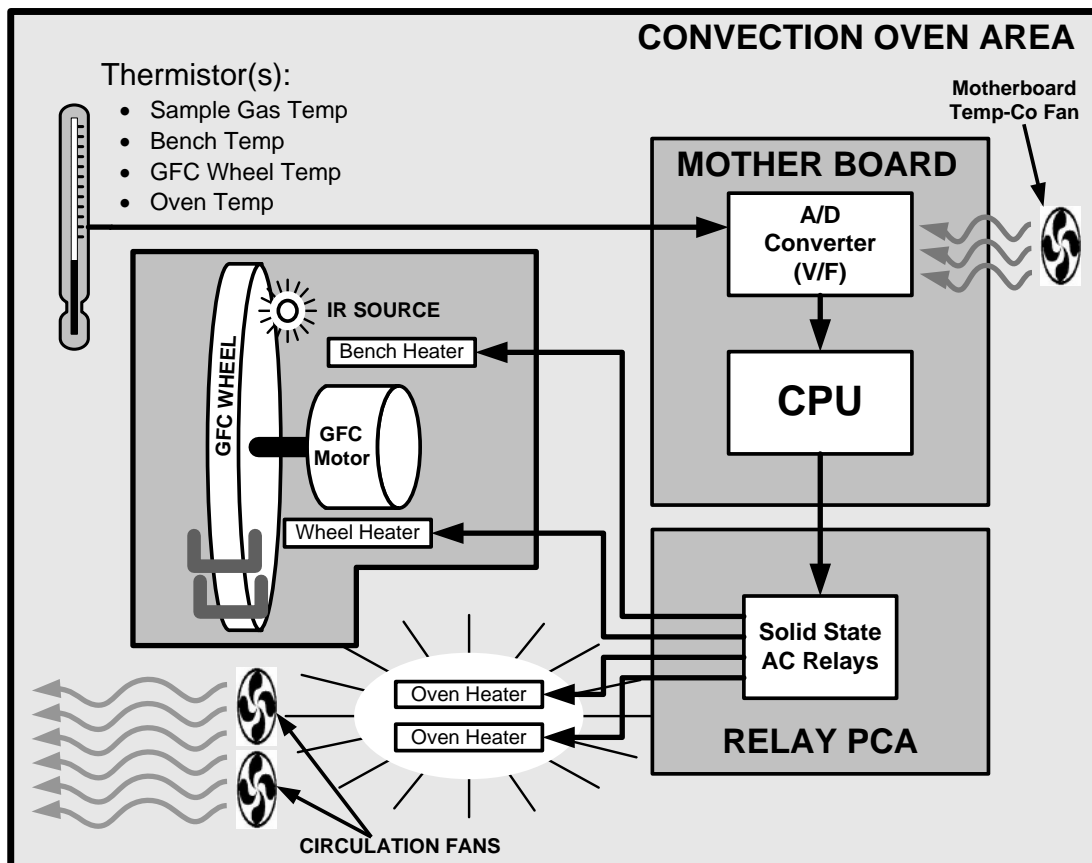 CONVECTION OVEN AREA
Thermistor(s):
• Sample Gas Temp
• Bench Temp
• GFC Wheel Temp
• Oven Temp
Motherboard
Temp-Co Fan
MOTHER BOARD
A/D
Converter
(V/F)
CPU
IR SOURCE
Bench Heater
GFC WHEEL
GFC
Motor
Wheel Heater
Solid State
AC Relays
RELAY PCA
Oven Heater
Oven Heater
CIRCULATION FANS